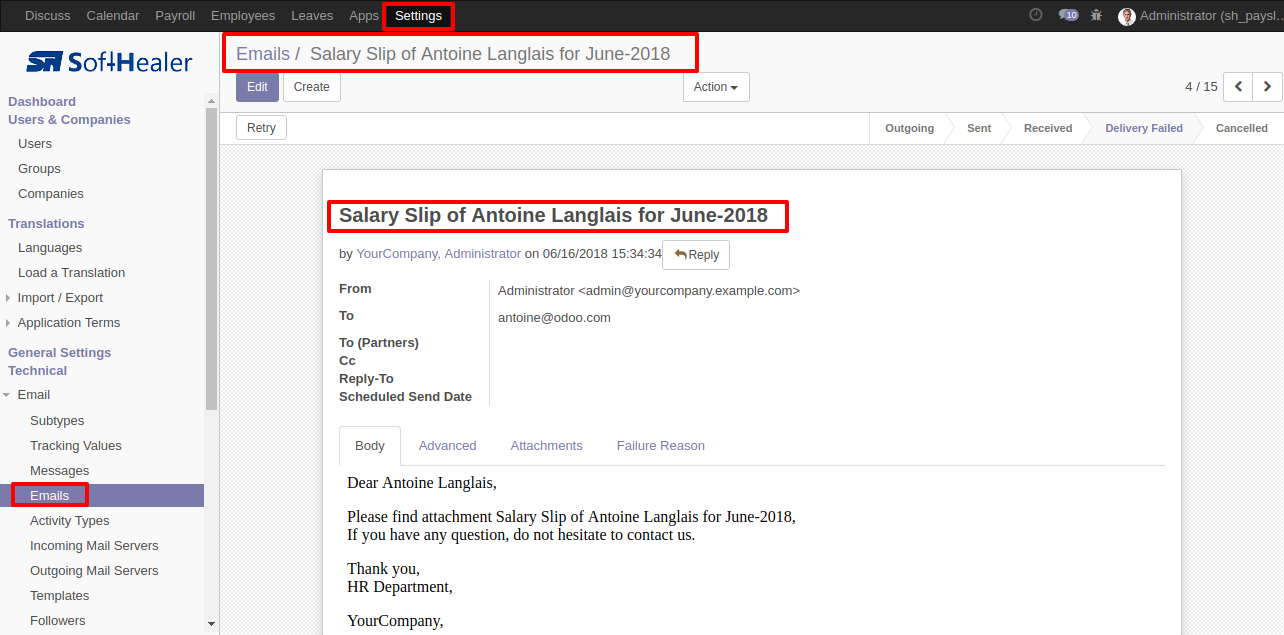 Discuss Calendar Payroll Employees Leaves Apps Settings 10 Administrator (sh_paysl...
SH Soft-Healer
Emails / Salary Slip of Antoine Langlais for June-2018
Edit Create Action 4 / 15
Retry Outgoing Sent Received Delivery Failed Cancelled
Dashboard
Users & Companies
Users
Groups
Companies
Translations
Languages
Load a Translation
Import / Export
Application Terms
General Settings
Technical
Email
Subtypes
Tracking Values
Messages
Emails
Activity Types
Incoming Mail Servers
Outgoing Mail Servers
Templates
Followers
Salary Slip of Antoine Langlais for June-2018
by YourCompany, Administrator on 06/16/2018 15:34:34 Reply
From Administrator <admin@yourcompany.example.com>
To antoine@odoo.com
To (Partners)
Cc
Reply-To
Scheduled Send Date
Body Advanced Attachments Failure Reason
Dear Antoine Langlais,
Please find attachment Salary Slip of Antoine Langlais for June-2018,
If you have any question, do not hesitate to contact us.
Thank you,
HR Department,
YourCompany,